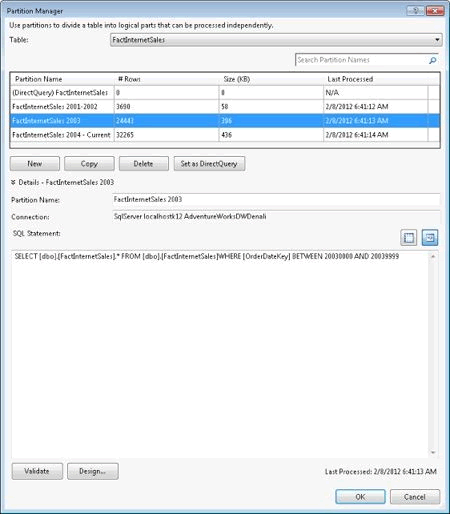 Partition Manager
Use partitions to divide a table into logical parts that can be processed independently.
Table: FactInternetSales
Search Partition Names
Partition Name # Rows Size (KB) Last Processed
(DirectQuery) FactInternetSales 0 0 N/A
FactInternetSales 2001-2002 3690 58 2/8/2012 6:41:12 AM
FactInternetSales 2003 24443 396 2/8/2012 6:41:13 AM
FactInternetSales 2004 - Current 32265 436 2/8/2012 6:41:14 AM
New Copy Delete Set as DirectQuery
Details - FactInternetSales 2003
Partition Name: FactInternetSales 2003
Connection: SqlServer localhostk12 AdventureWorksDWDenali
SQL Statement:
SELECT [dbo].[FactInternetSales].* FROM [dbo].[FactInternetSales]WHERE [OrderDateKey] BETWEEN 20030000 AND 20039999
Validate Design... Last Processed: 2/8/2012 6:41:13 AM
OK Cancel